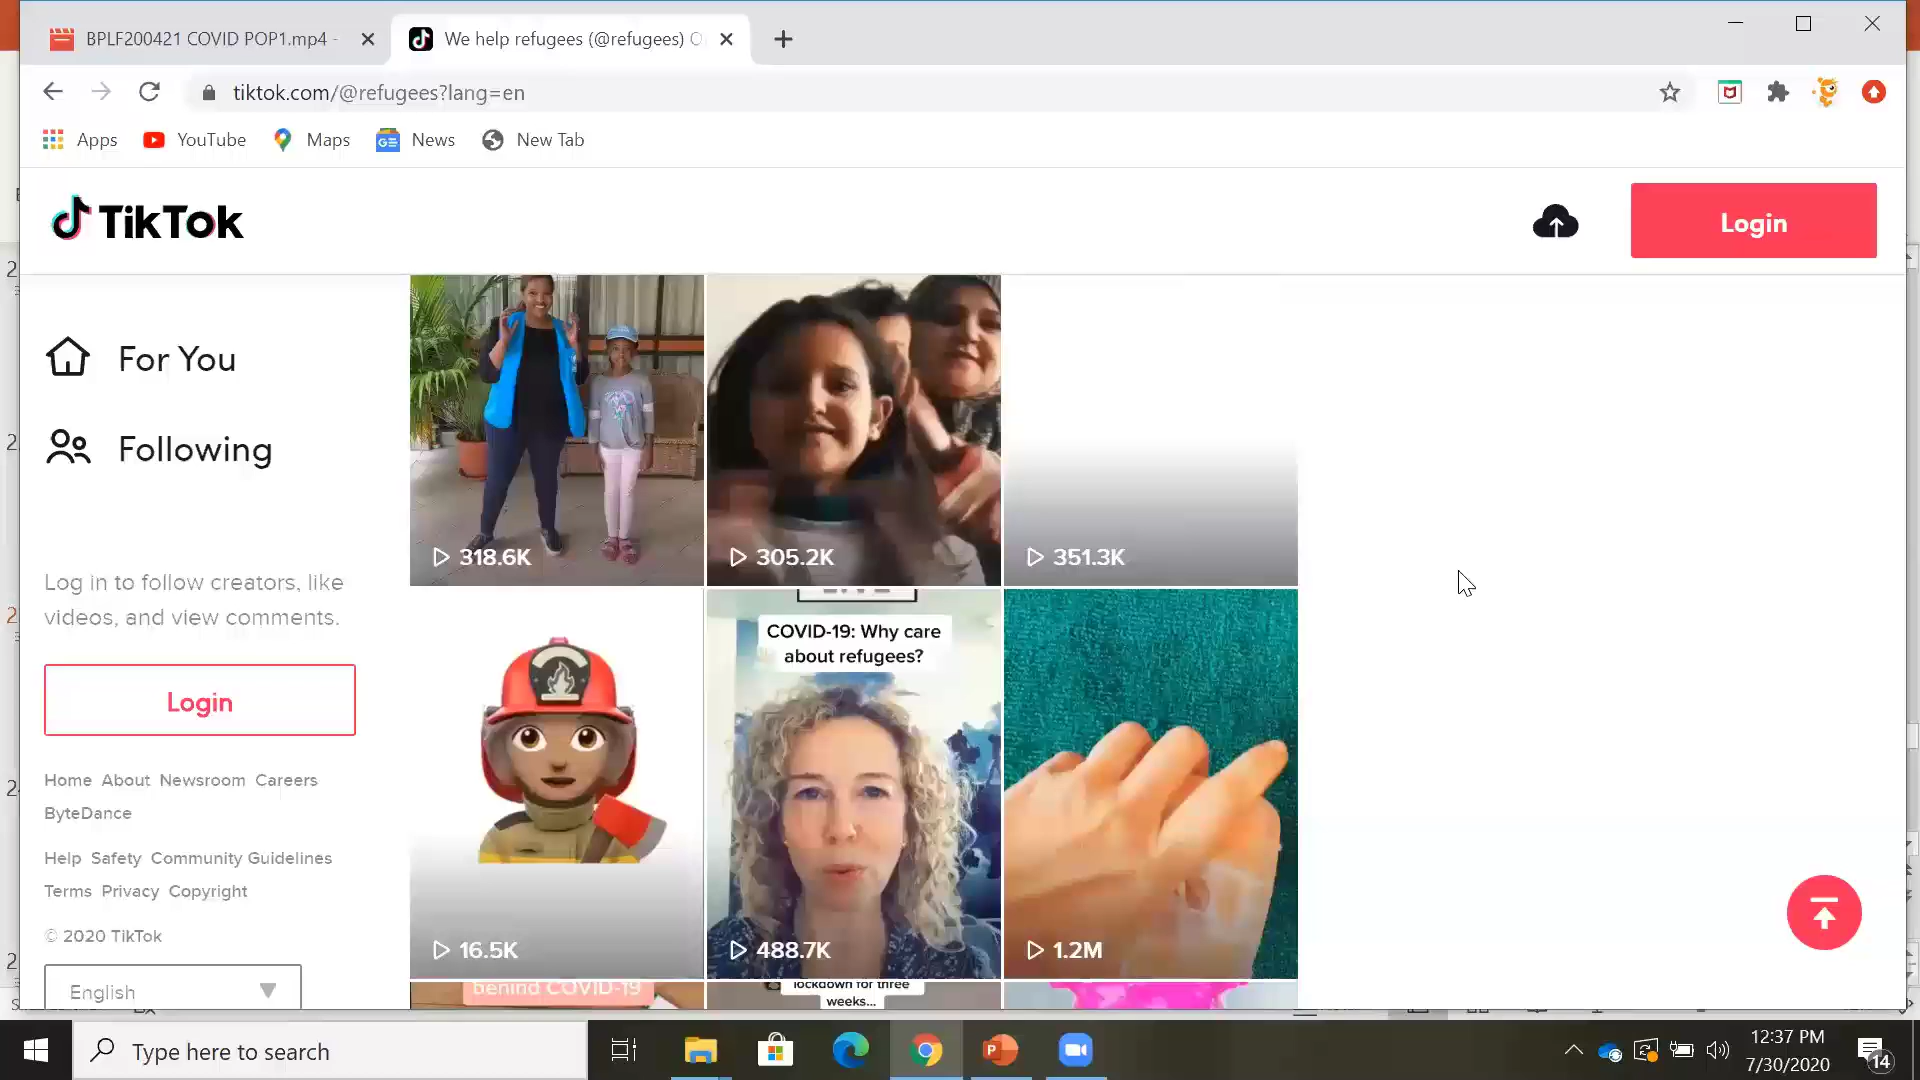 BPLF200421 COVID POP1.mp4 -
We help refugees (@refugees) O
tiktok.com/@refugees?lang=en
Apps
YouTube
Maps
News
New Tab
TikTok
Login
For You
Following
Log in to follow creators, like
videos, and view comments.
Login
Home About Newsroom Careers
ByteDance
Help Safety Community Guidelines
Terms Privacy Copyright
© 2020 TikTok
English
318.6K
305.2K
351.3K
COVID-19: Why care
about refugees?
16.5K
488.7K
1.2M
behind COVID-19
lockdown for three
weeks...
Type here to search
12:37 PM
7/30/2020
14